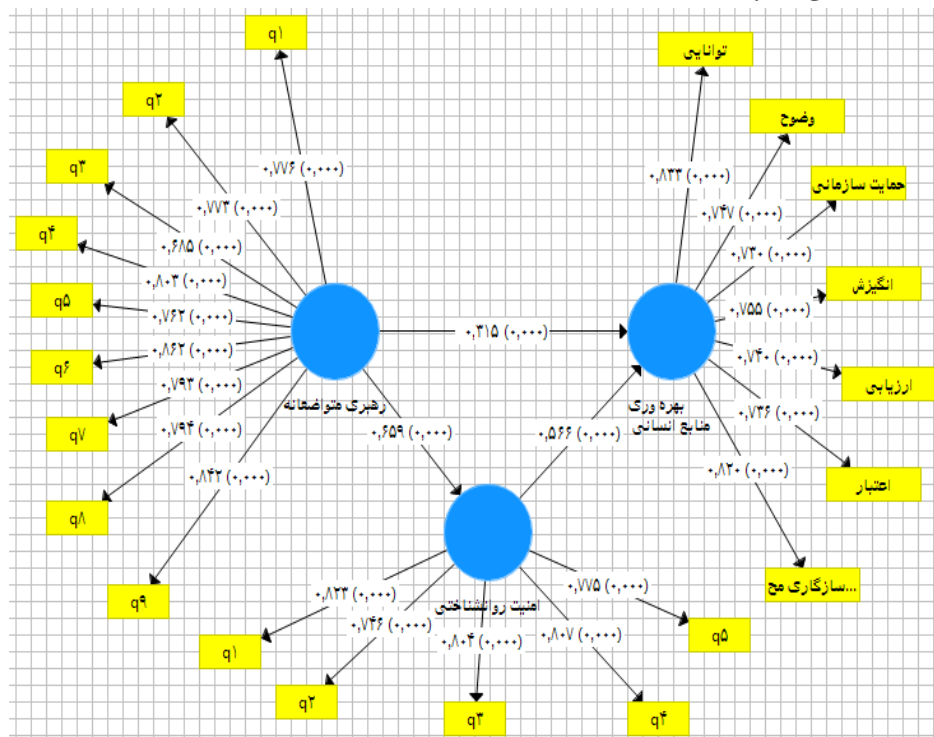 q۱
توانایی
q۲
وضوح
q۳
حمایت سازمانی
q۴
انگیزش
q۵
ارزیابی
q۶
اعتبار
q۷
سازگاری مح...
q۸
q۹
۰,۷۷۶ (۰,۰۰۰)
۰,۷۷۳ (۰,۰۰۰)
۰,۶۸۵ (۰,۰۰۰)
۰,۸۰۳ (۰,۰۰۰)
۰,۷۶۲ (۰,۰۰۰)
۰,۸۶۲ (۰,۰۰۰)
۰,۷۹۳ (۰,۰۰۰)
۰,۷۹۴ (۰,۰۰۰)
۰,۸۴۲ (۰,۰۰۰)
رهبری متواضعانه
۰,۳۱۵ (۰,۰۰۰)
۰,۶۵۹ (۰,۰۰۰)
۰,۵۶۶ (۰,۰۰۰)
بهره وری
منابع انسانی
۰,۸۳۳ (۰,۰۰۰)
۰,۷۴۷ (۰,۰۰۰)
۰,۷۳۰ (۰,۰۰۰)
۰,۷۵۵ (۰,۰۰۰)
۰,۷۴۰ (۰,۰۰۰)
۰,۷۳۶ (۰,۰۰۰)
۰,۸۲۰ (۰,۰۰۰)
امنیت روانشناختی
۰,۸۲۳ (۰,۰۰۰)
۰,۷۴۶ (۰,۰۰۰)
۰,۸۰۴ (۰,۰۰۰)
۰,۸۰۷ (۰,۰۰۰)
۰,۷۷۵ (۰,۰۰۰)
q۱
q۲
q۳
q۴
q۵